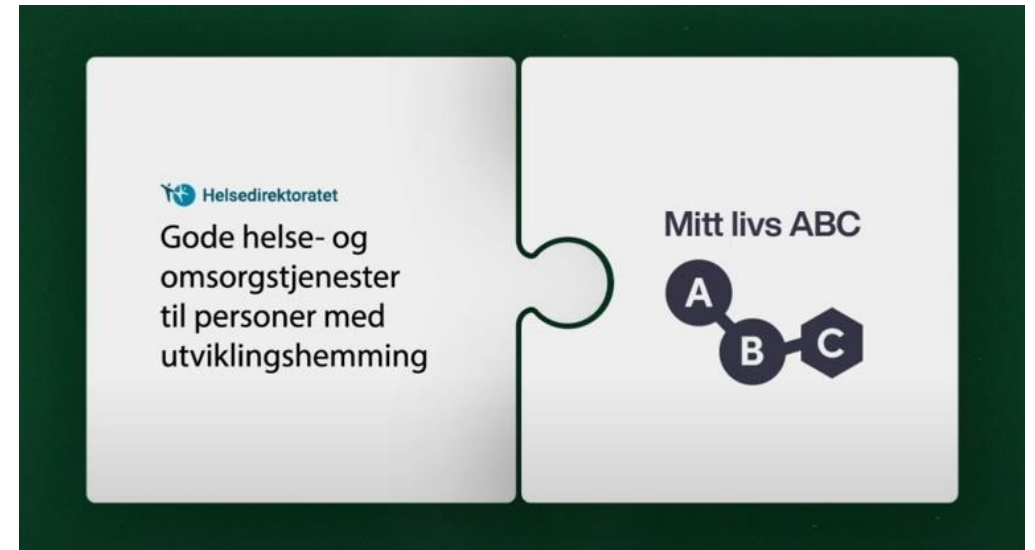 Helsedirektoratet
Gode helse- og
omsorgstjenester
til personer med
utviklingshemming
Mitt livs ABC
A
B
C